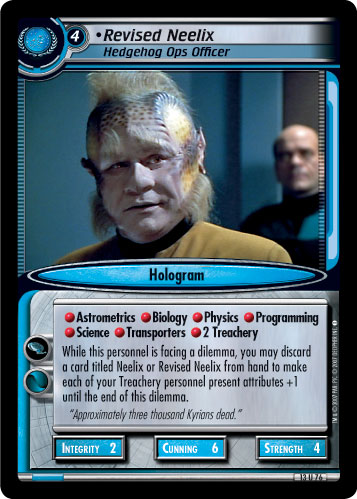 4 •Revised Neelix
Hedgehog Ops Officer
Hologram
Astrometrics Biology Physics Programming
Science Transporters 2 Treachery
While this personnel is facing a dilemma, you may discard
a card titled Neelix or Revised Neelix from hand to make
each of your Treachery personnel present attributes +1
until the end of this dilemma.
"Approximately three thousand Kyrians dead."
INTEGRITY 2 CUNNING 6 STRENGTH 4
13 U 76